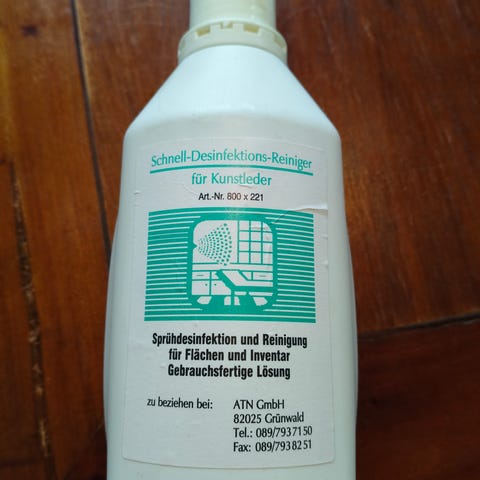 Schnell-Desinfektions-Reiniger
für Kunstleder
Art.-Nr. 800 x 221
Sprühdesinfektion und Reinigung
für Flächen und Inventar
Gebrauchsfertige Lösung
zu beziehen bei: ATN GmbH
82025 Grünwald
Tel.: 089/7937150
Fax: 089/7938251